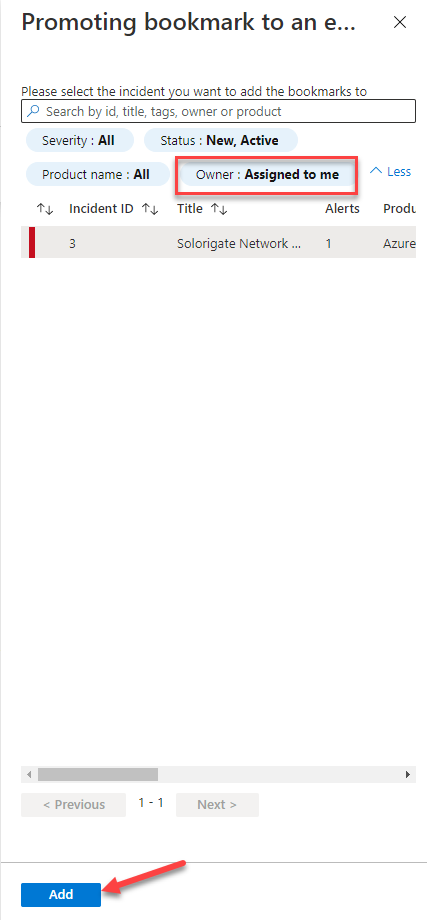 Promoting bookmark to an e...
Please select the incident you want to add the bookmarks to
Search by id, title, tags, owner or product
Severity : All Status : New, Active
Product name : All Owner : Assigned to me Less
Incident ID Title Alerts Produ
3 Solorigate Network ... 1 Azure
< Previous 1 - 1 Next >
Add